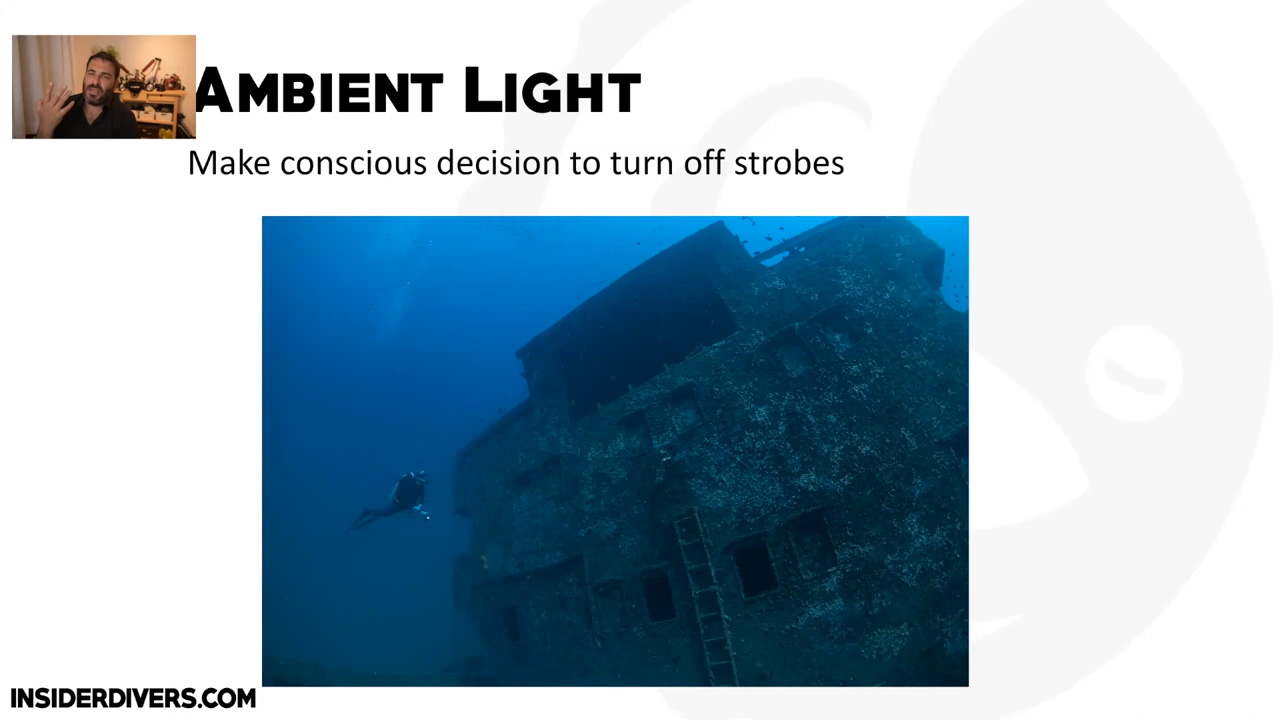 AMBIENT LIGHT
Make conscious decision to turn off strobes
INSIDERDIVERS.COM